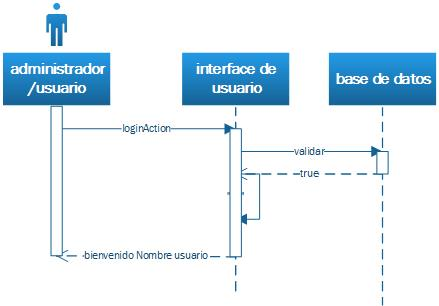 administrador
/usuario
interface de
usuario
base de datos
loginAction
validar
true
bienvenido Nombre usuario